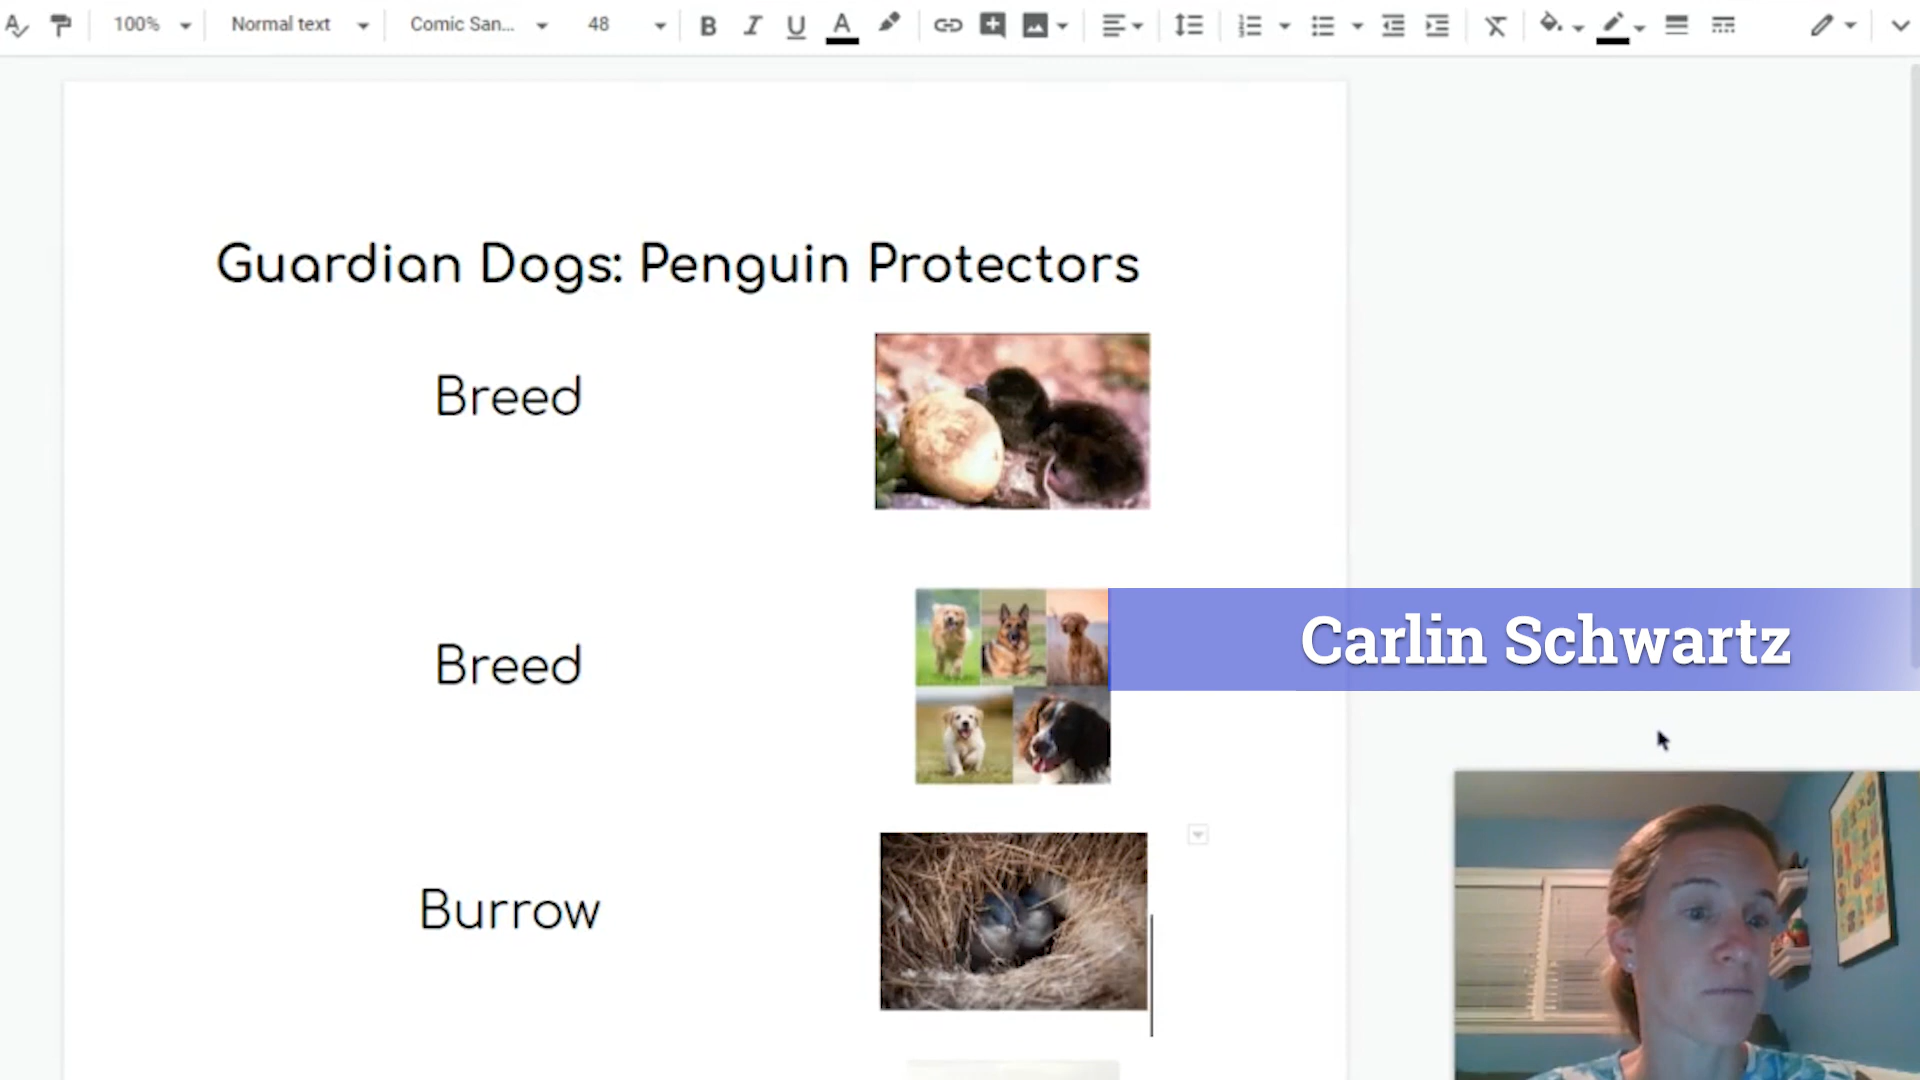 100% Normal text Comic San... 48 B I U A
Guardian Dogs: Penguin Protectors
Breed
Breed
Carlin Schwartz
Burrow